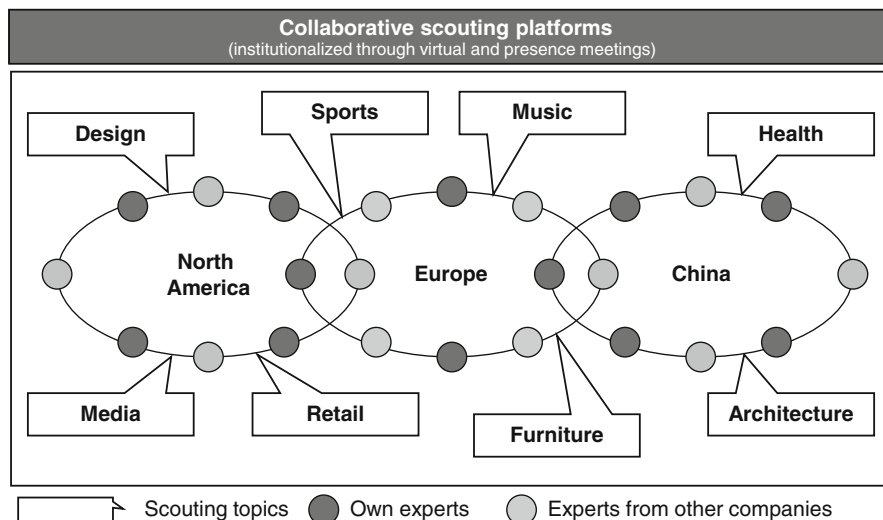 Collaborative scouting platforms
(institutionalized through virtual and presence meetings)
Design
Sports
Music
Health
North
America
Europe
China
Media
Retail
Furniture
Architecture
Scouting topics
Own experts
Experts from other companies